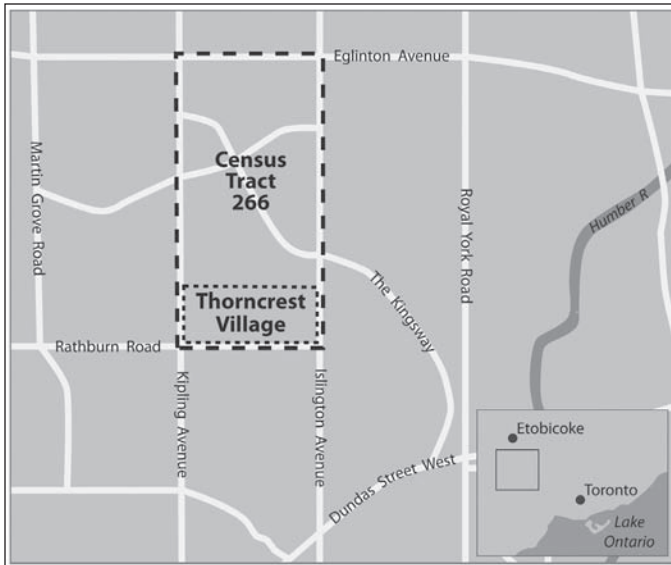 Eglinton Avenue
Census
Tract
266
Martin Grove Road
Royal York Road
Humber R
The Kingsway
Thorncrest
Village
Rathburn Road
Kipling Avenue
Islington Avenue
Dundas Street West
Etobicoke
Toronto
Lake
Ontario